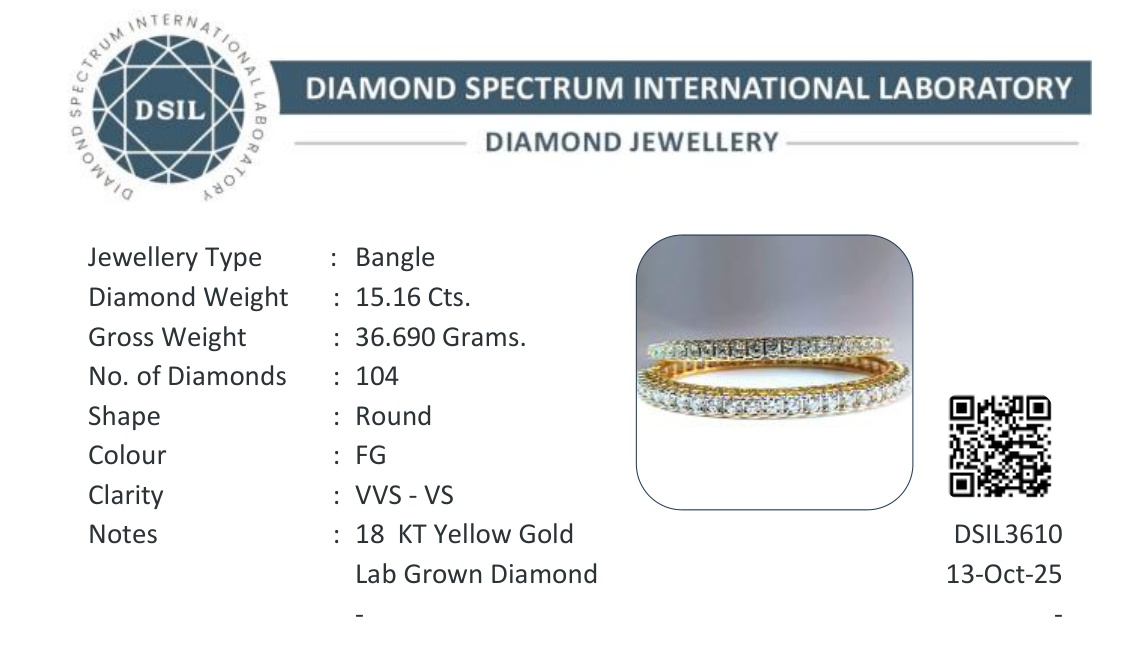 DIAMOND SPECTRUM INTERNATIONAL LABORATORY
DSIL
DIAMOND SPECTRUM INTERNATIONAL LABORATORY
DIAMOND JEWELLERY
Jewellery Type : Bangle
Diamond Weight : 15.16 Cts.
Gross Weight : 36.690 Grams.
No. of Diamonds : 104
Shape : Round
Colour : FG
Clarity : VVS - VS
Notes : 18 KT Yellow Gold
Lab Grown Diamond
-
DSIL3610
13-Oct-25
-